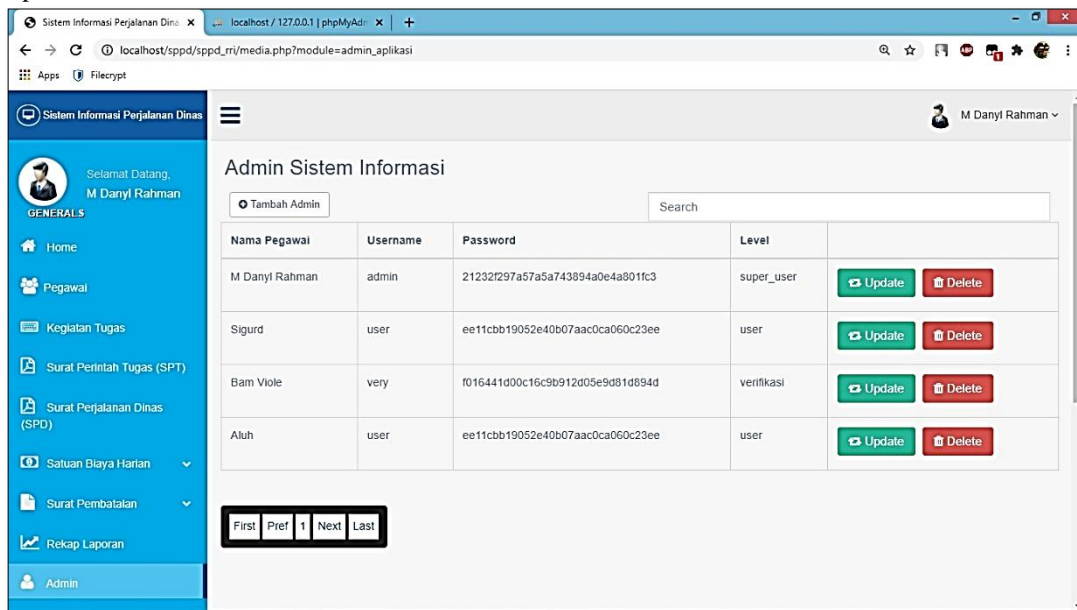 Sistem Informasi Perjalanan Dina
localhost / 127.0.0.1 | phpMyAdm
localhost/sppd/sppd_rri/media.php?module=admin_aplikasi
ABP
1
Apps
Filecrypt
Sistem Informasi Perjalanan Dinas
M Danyl Rahman
Selamat Datang,
M Danyl Rahman
GENERALS
Home
Pegawai
Kegiatan Tugas
Surat Perintah Tugas (SPT)
Surat Perjalanan Dinas
(SPD)
Satuan Biaya Harian
Surat Pembatalan
Rekap Laporan
Admin
Admin Sistem Informasi
Tambah Admin
Search
Nama Pegawai Username Password Level
M Danyl Rahman admin 21232f297a57a5a743894a0e4a801fc3 super_user Update Delete
Sigurd user ee11cbb19052e40b07aac0ca060c23ee user Update Delete
Bam Viole very f016441d00c16c9b912d05e9d81d894d verifikasi Update Delete
Aluh user ee11cbb19052e40b07aac0ca060c23ee user Update Delete
First Pref 1 Next Last